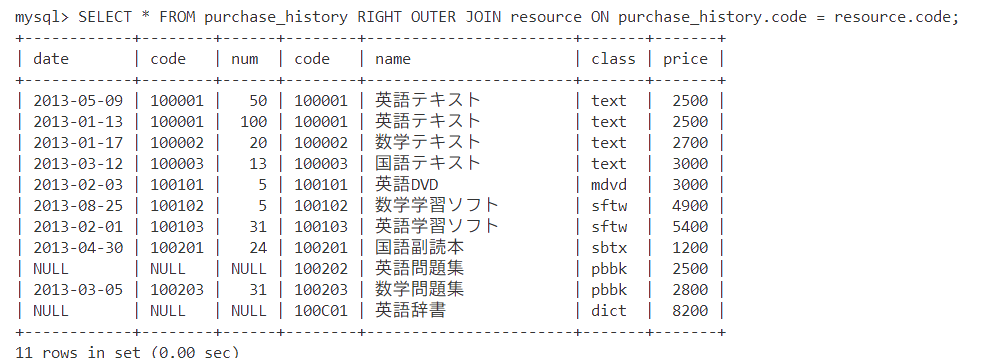 mysql> SELECT * FROM purchase_history RIGHT OUTER JOIN resource ON purchase_history.code = resource.code;
+------------+--------+------+--------+-----------------------+-------+-------+
| date       | code   | num  | code   | name                  | class | price |
+------------+--------+------+--------+-----------------------+-------+-------+
| 2013-05-09 | 100001 |   50 | 100001 | 英語テキスト | text  |  2500 |
| 2013-01-13 | 100001 |  100 | 100001 | 英語テキスト | text  |  2500 |
| 2013-01-17 | 100002 |   20 | 100002 | 数学テキスト | text  |  2700 |
| 2013-03-12 | 100003 |   13 | 100003 | 国語テキスト | text  |  3000 |
| 2013-02-03 | 100101 |    5 | 100101 | 英語DVD | mdvd  |  3000 |
| 2013-08-25 | 100102 |    5 | 100102 | 数学学習ソフト | sftw  |  4900 |
| 2013-02-01 | 100103 |   31 | 100103 | 英語学習ソフト | sftw  |  5400 |
| 2013-04-30 | 100201 |   24 | 100201 | 国語副読本 | sbtx  |  1200 |
| NULL       | NULL   | NULL | 100202 | 英語問題集 | pbbk  |  2500 |
| 2013-03-05 | 100203 |   31 | 100203 | 数学問題集 | pbbk  |  2800 |
| NULL       | NULL   | NULL | 100C01 | 英語辞書 | dict  |  8200 |
+------------+--------+------+--------+-----------------------+-------+-------+
11 rows in set (0.00 sec)